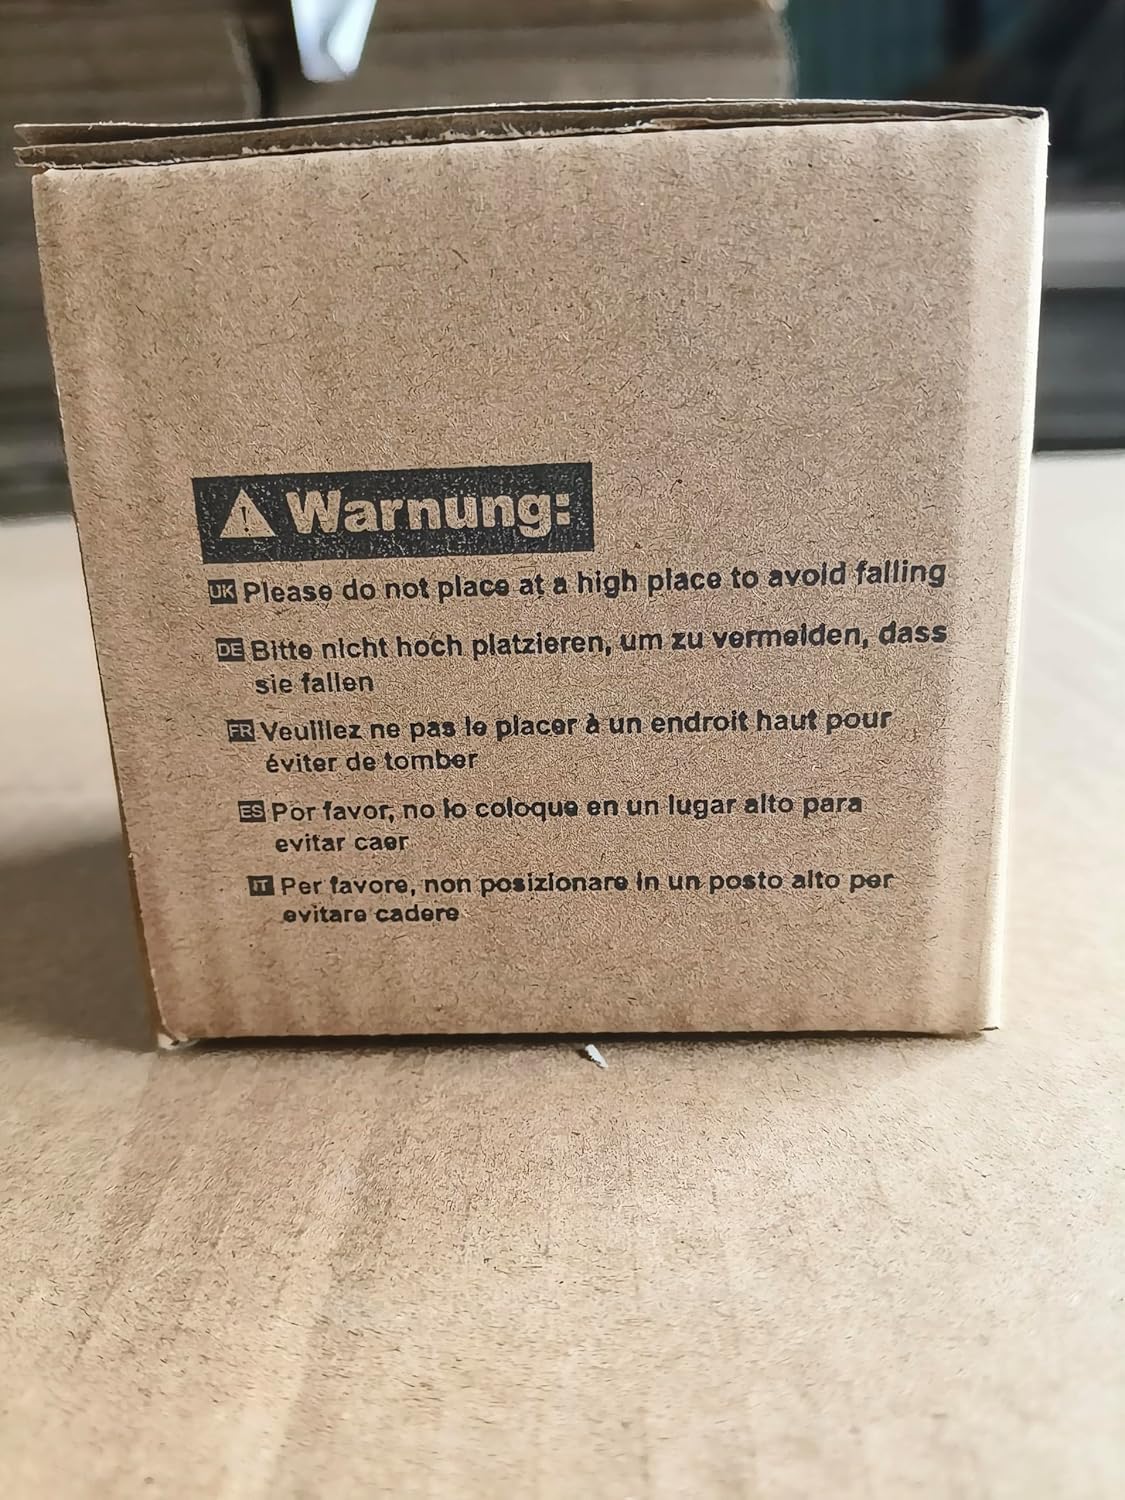 Warnung:
UK Please do not place at a high place to avoid falling
DE Bitte nicht hoch platzieren, um zu vermeiden, dass
sie fallen
FR Veuillez ne pas le placer à un endroit haut pour
éviter de tomber
ES Por favor, no lo coloque en un lugar alto para
evitar caer
IT Per favore, non posizionare in un posto alto per
evitare cadere